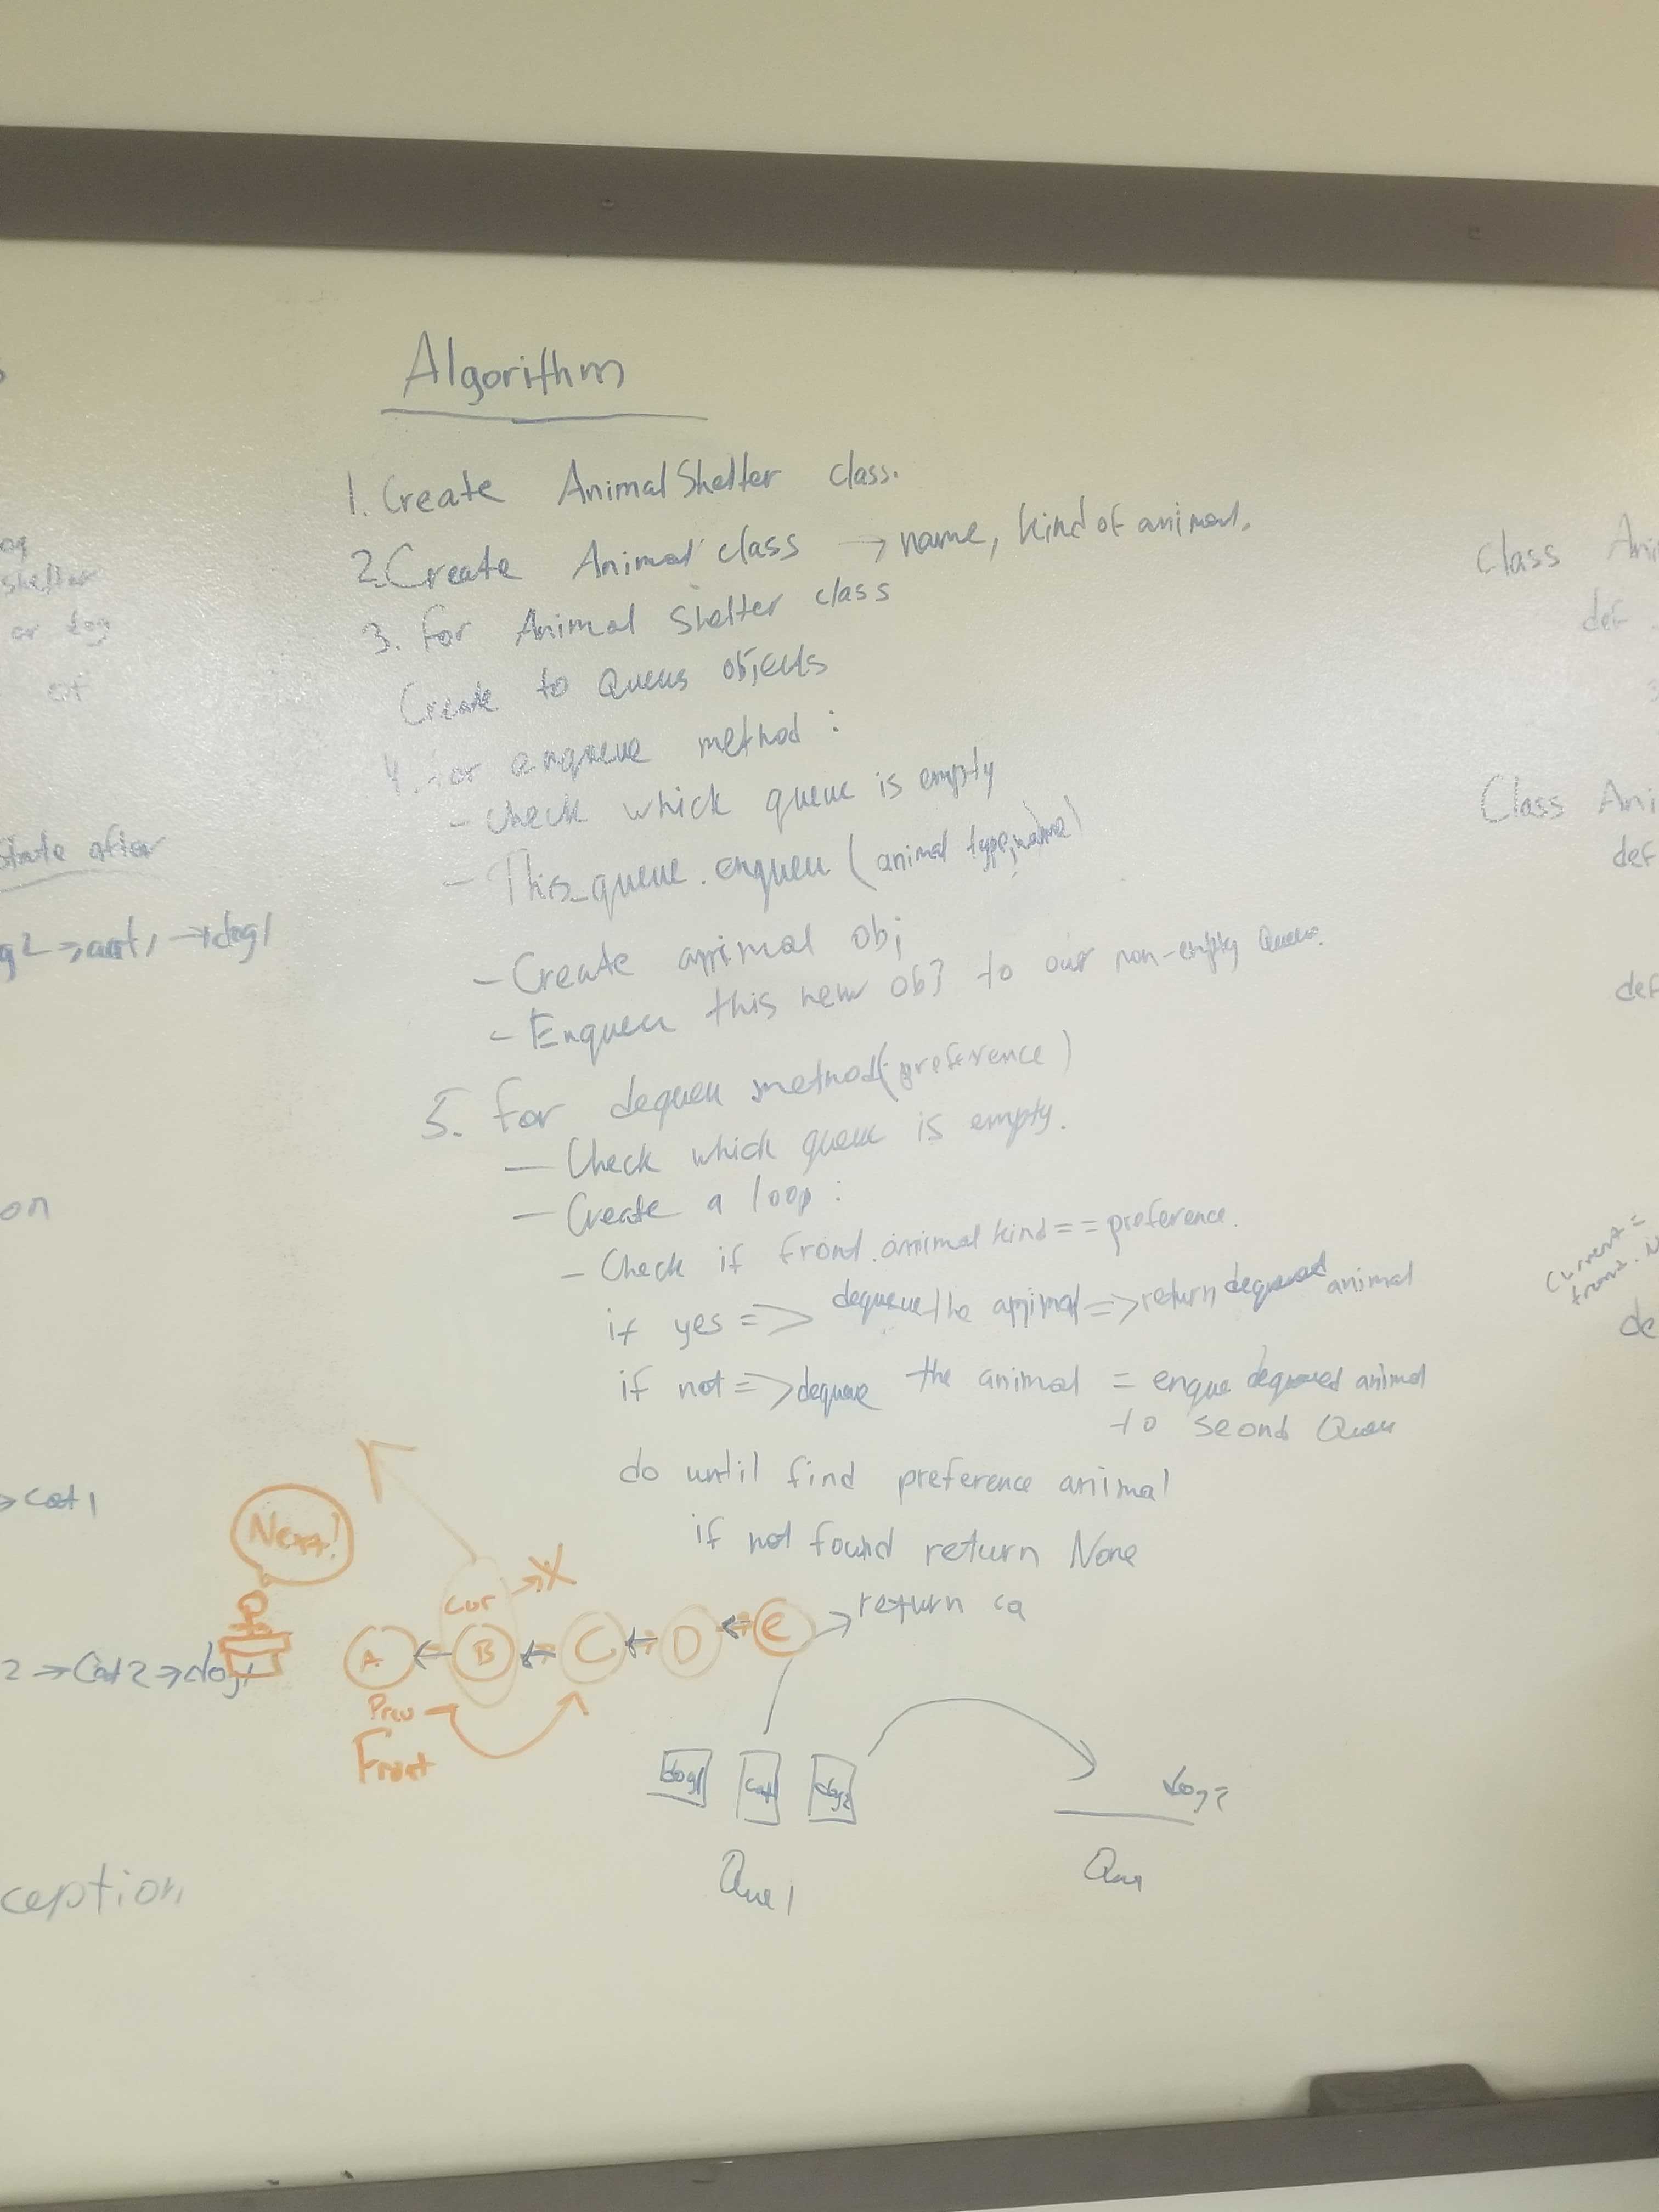 Algorithm
1. Create AnimalShelter class.
2. Create Animal class → name, kind of animal.
3. for Animal Shelter class
Create to Queus objects
4. for enqueue method :
- check which queue is empty
- This_queue.enqueu (animal type, name)
- Create animal obj
- Enqueu this new obj to our non-empty Queue.
5. for dequeu method(preference)
- Check which queue is empty.
- Create a loop :
- Check if front.animal kind == preference.
if yes => dequeue the animal => return dequeued animal
if not => dequeue the animal = enque dequeued animal
to seond Queu
do until find preference animal
if not found return None
return ca
Next!
cur → X
A ← B ← C ← D ← E
Prev
Front
dog1 cat dog2
Que 1
dog2
Que
shelter
or dog
State after
g2 → cat1 → dog1
on
→ cat1
2 → Cat2 → dog1
ception
Class Ani
def
Class Ani
def
def
Current =
front.N
de